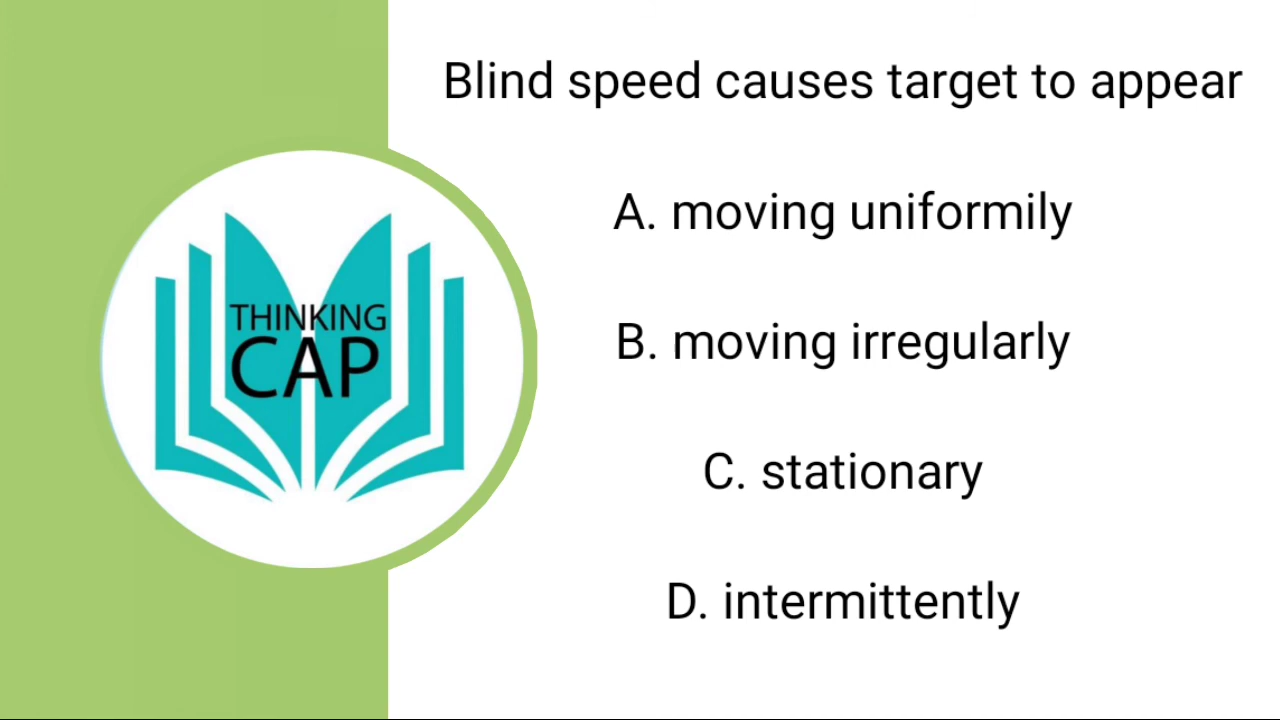 Blind speed causes target to appear
A. moving uniformily
B. moving irregularly
THINKING
CAP
C. stationary
D. intermittently